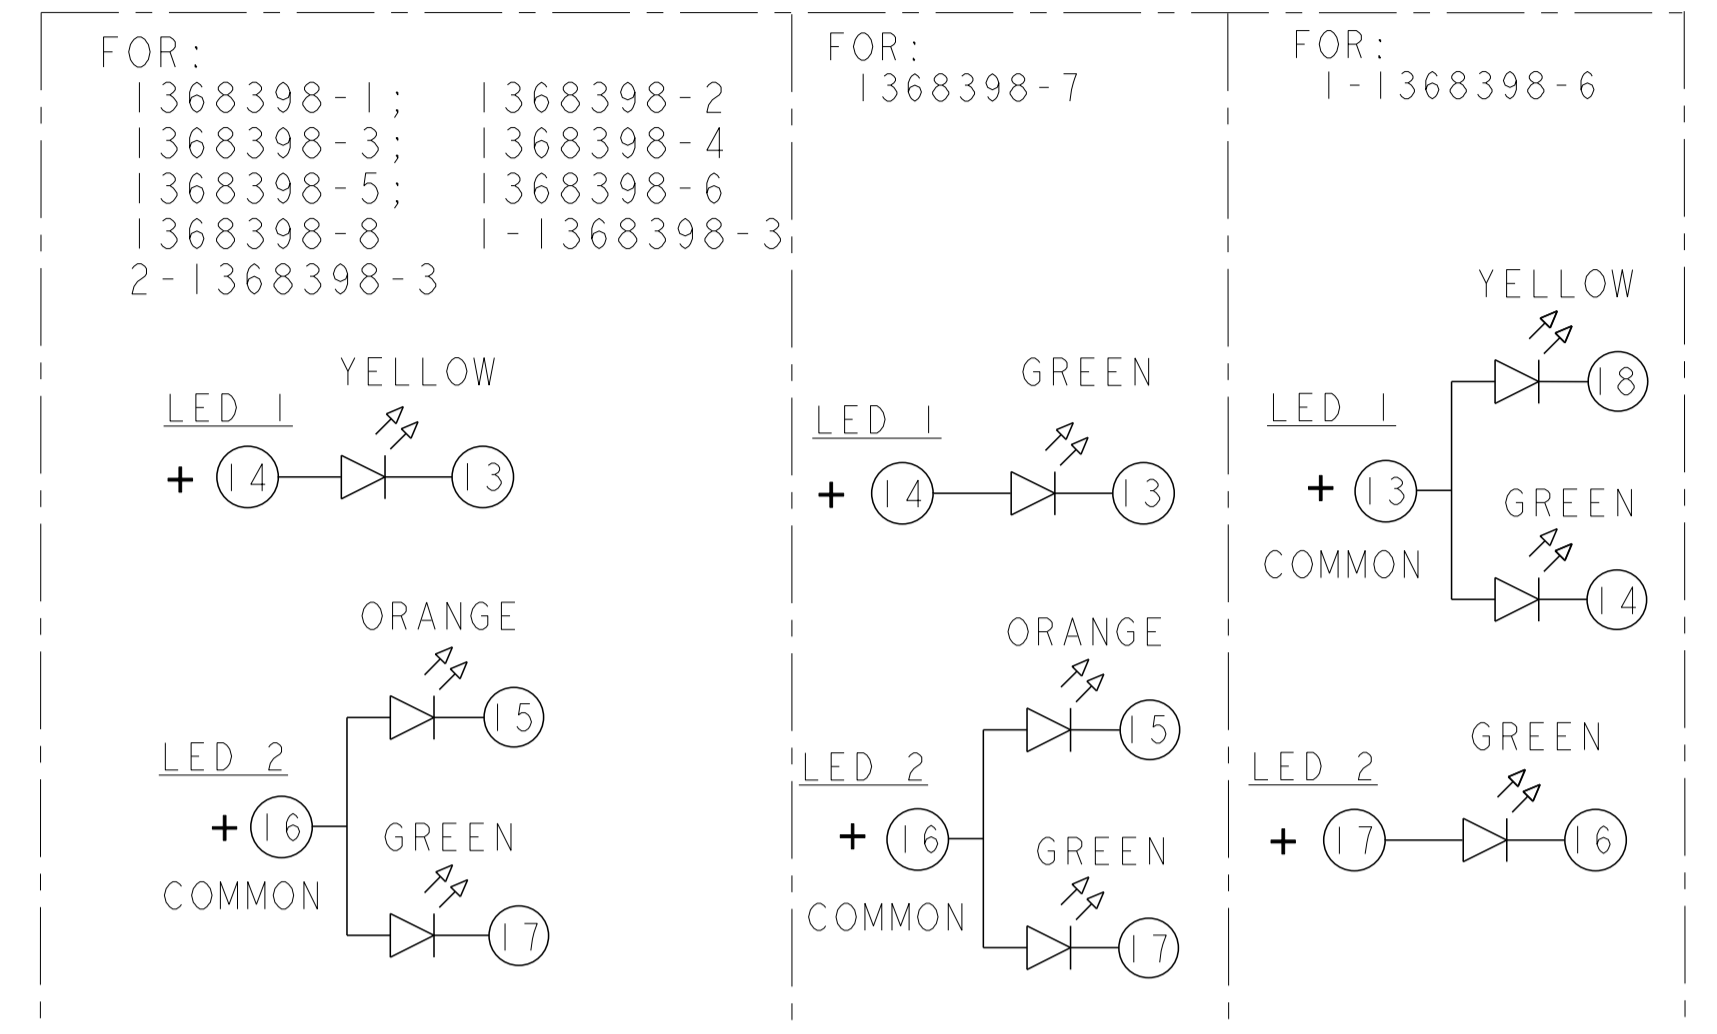 FOR:
1368398-1; 1368398-2
1368398-3; 1368398-4
1368398-5; 1368398-6
1368398-8 1-1368398-3
2-1368398-3
YELLOW
LED 1
+ 14 13
ORANGE
15
LED 2
+ 16
GREEN
COMMON
17
FOR:
1368398-7
GREEN
LED 1
+ 14 13
ORANGE
15
LED 2
+ 16
GREEN
COMMON
17
FOR:
1-1368398-6
YELLOW
18
LED 1
+ 13
GREEN
COMMON
14
GREEN
LED 2
+ 17 16